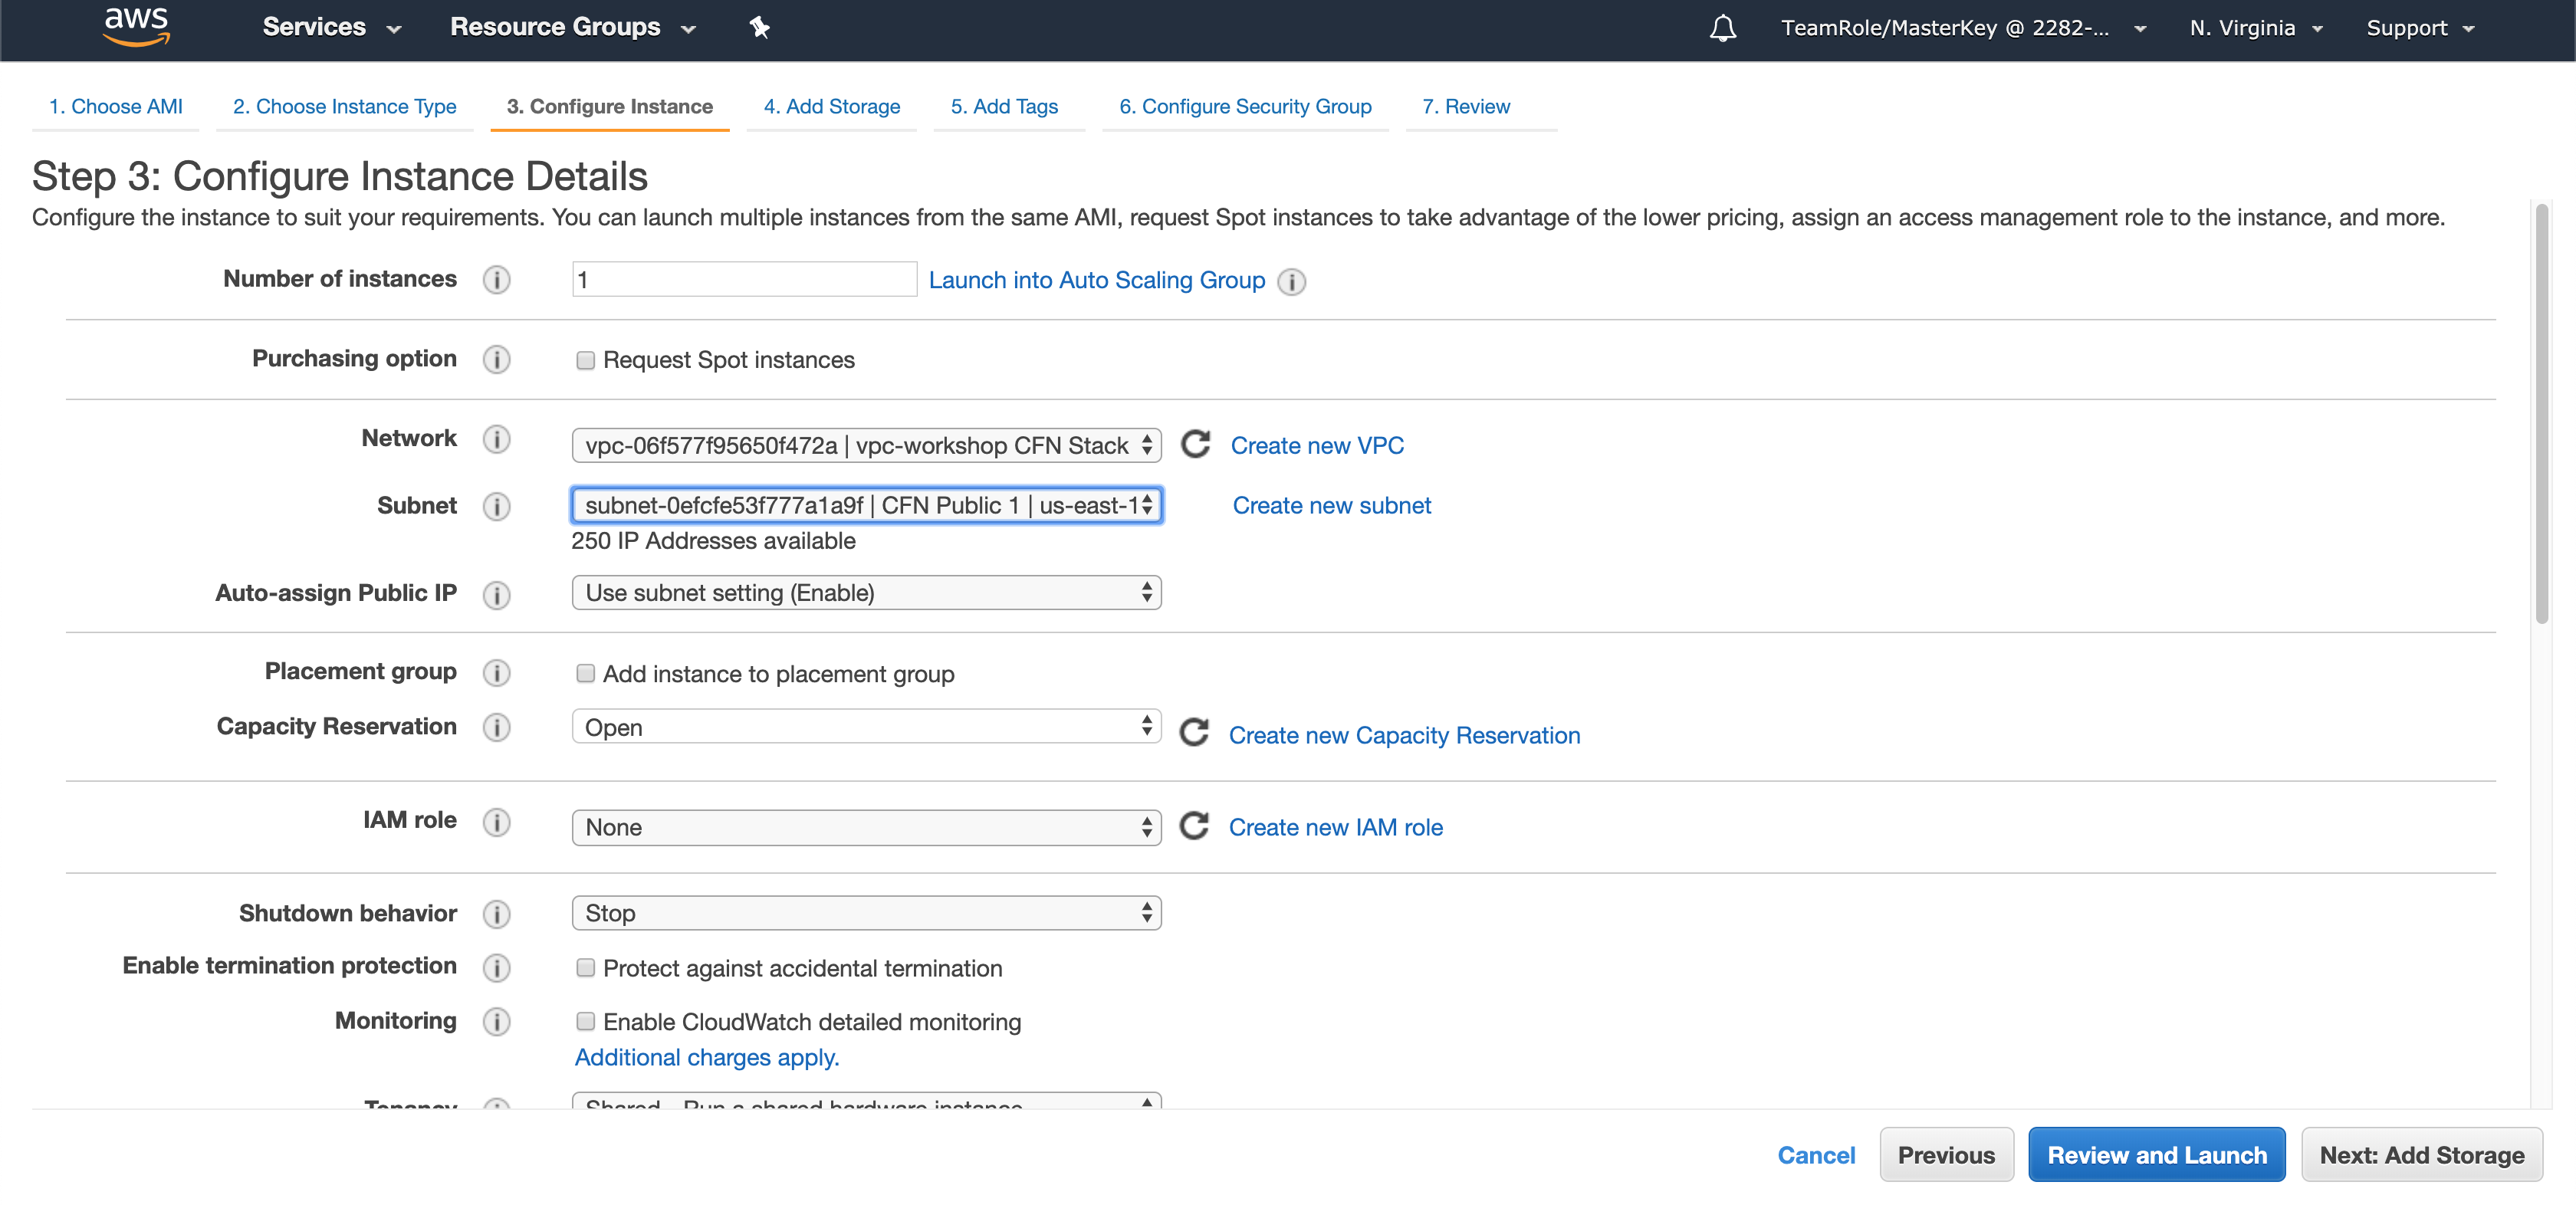 aws Services Resource Groups TeamRole/MasterKey @ 2282-... N. Virginia Support
1. Choose AMI 2. Choose Instance Type 3. Configure Instance 4. Add Storage 5. Add Tags 6. Configure Security Group 7. Review
Step 3: Configure Instance Details
Configure the instance to suit your requirements. You can launch multiple instances from the same AMI, request Spot instances to take advantage of the lower pricing, assign an access management role to the instance, and more.
Number of instances i 1 Launch into Auto Scaling Group i
Purchasing option i Request Spot instances
Network i vpc-06f577f95650f472a | vpc-workshop CFN Stack Create new VPC
Subnet i subnet-0efcfe53f777a1a9f | CFN Public 1 | us-east-1 Create new subnet
250 IP Addresses available
Auto-assign Public IP i Use subnet setting (Enable)
Placement group i Add instance to placement group
Capacity Reservation i Open Create new Capacity Reservation
IAM role i None Create new IAM role
Shutdown behavior i Stop
Enable termination protection i Protect against accidental termination
Monitoring i Enable CloudWatch detailed monitoring
Additional charges apply.
Tenancy i Shared - Run a shared hardware instance
Cancel Previous Review and Launch Next: Add Storage